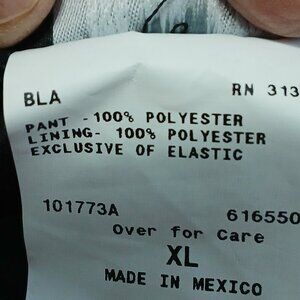 BLA RN 313
PANT - 100% POLYESTER
LINING- 100% POLYESTER
EXCLUSIVE OF ELASTIC
101773A 616550
Over for Care
XL
MADE IN MEXICO